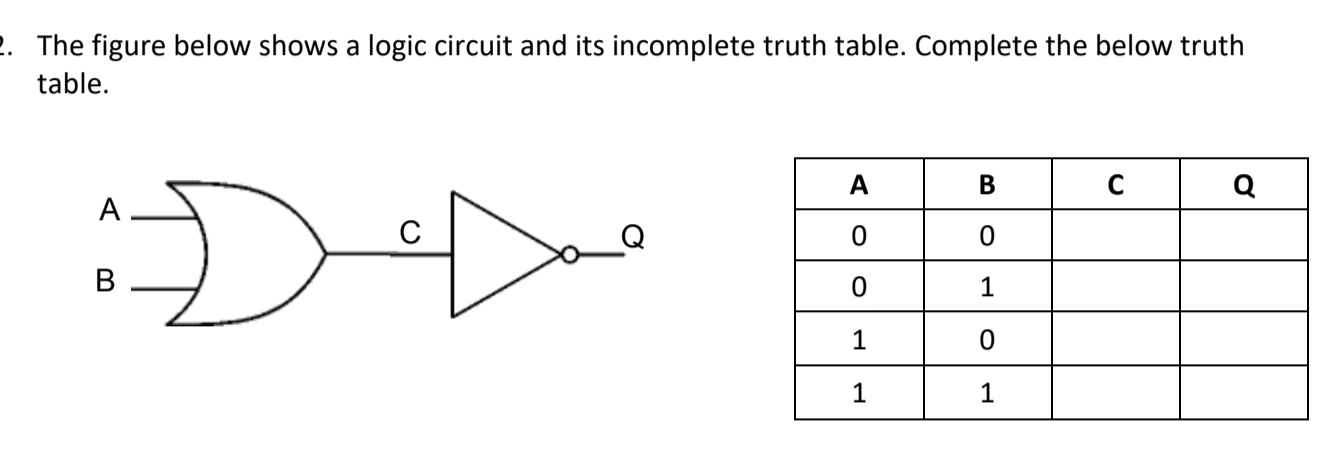 2. The figure below shows a logic circuit and its incomplete truth table. Complete the below truth
table.
A
B
C
Q
A B C Q
0 0
0 1
1 0
1 1